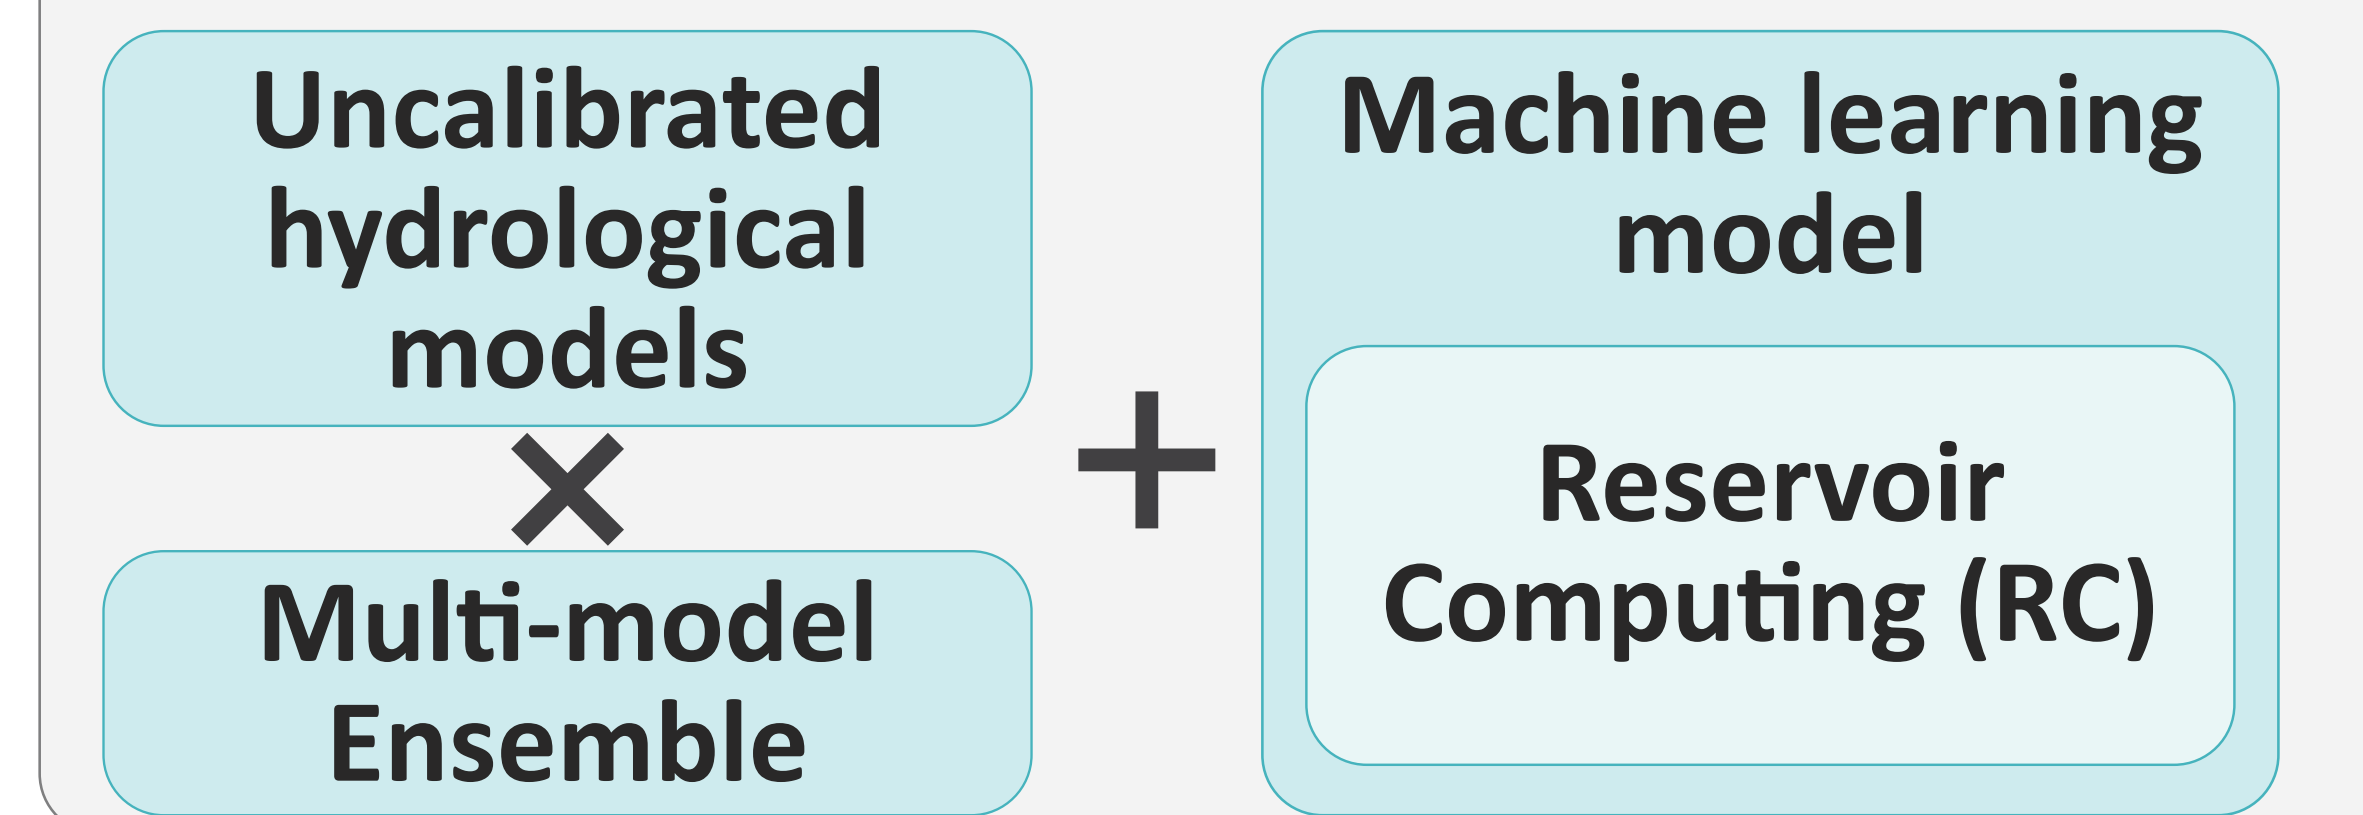 Uncalibrated
hydrological
models
×
Multi-model
Ensemble
+
Machine learning
model
Reservoir
Computing (RC)